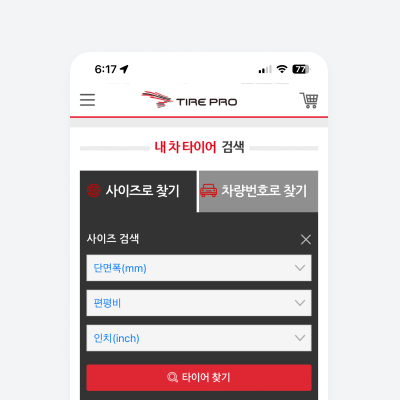 6:17
77
TIRE PRO
내 차 타이어 검색
사이즈로 찾기
차량번호로 찾기
사이즈 검색
단면폭(mm)
편평비
인치(inch)
타이어 찾기